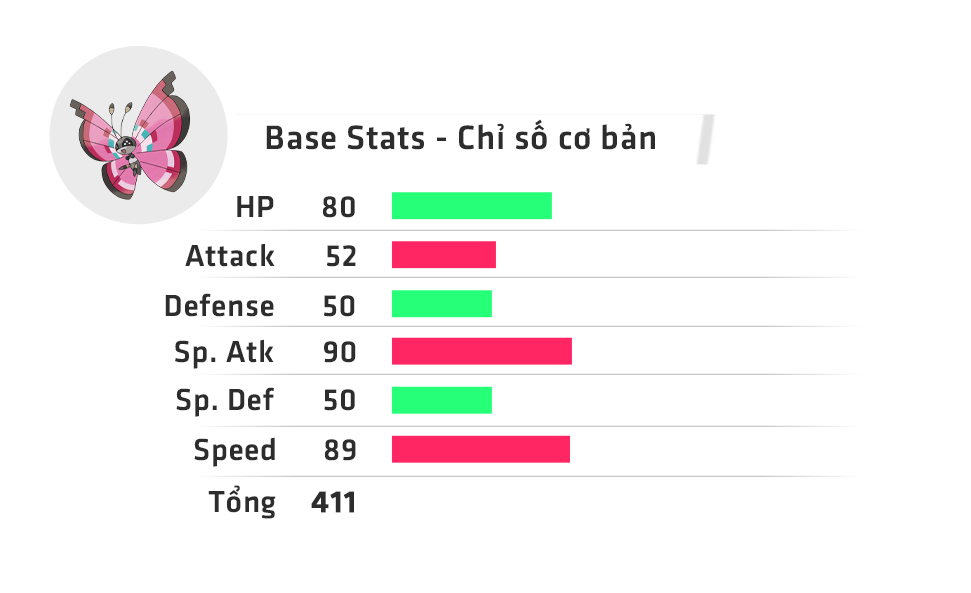 Base Stats - Chỉ số cơ bản
HP 80
Attack 52
Defense 50
Sp. Atk 90
Sp. Def 50
Speed 89
Tổng 411